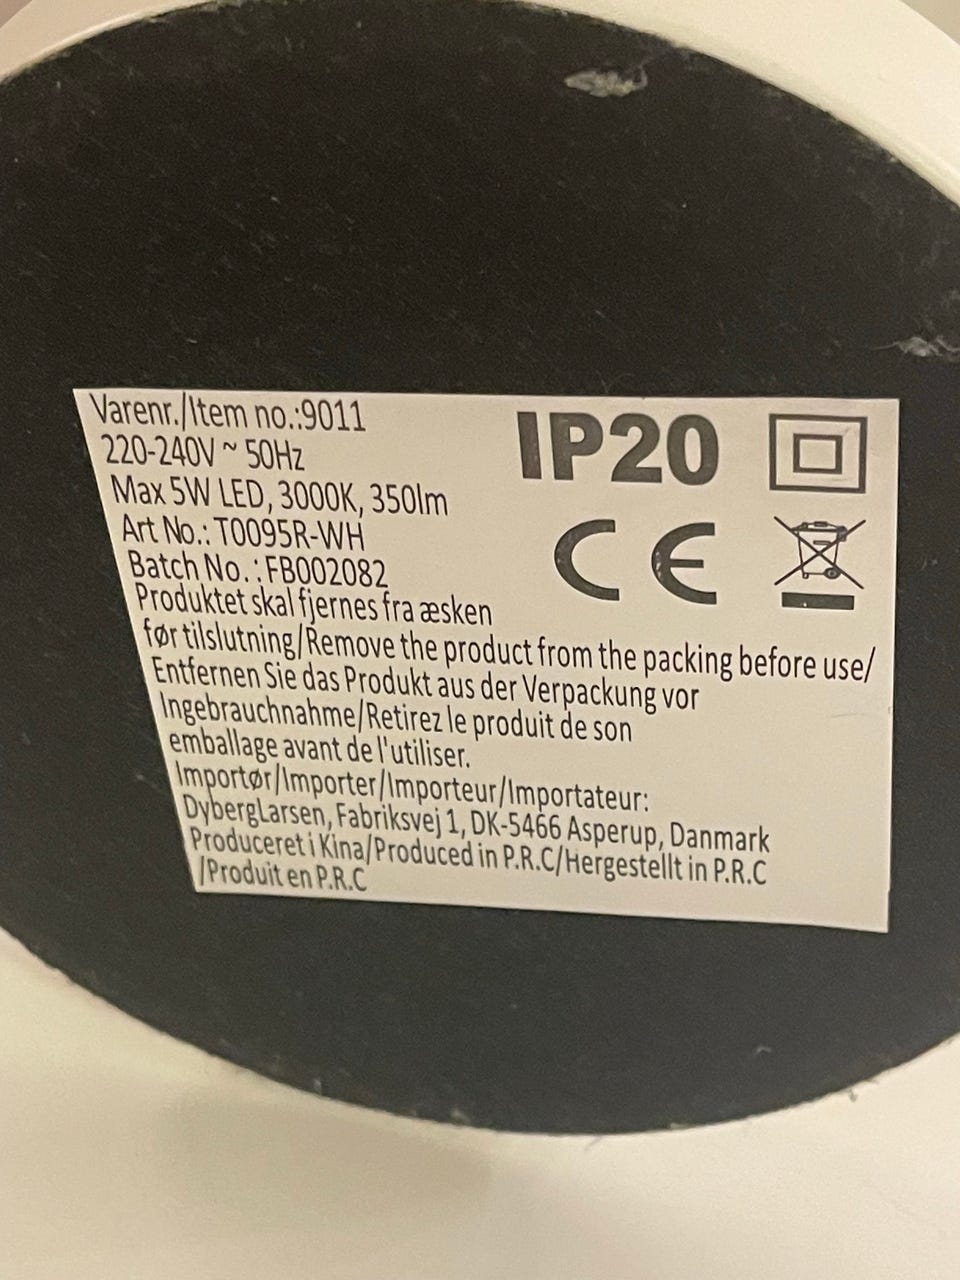 Varenr./Item no.:9011
220-240V ~ 50Hz
Max 5W LED, 3000K, 350lm
Art No.: T0095R-WH
Batch No.:FB002082
IP20
CE
Produktet skal fjernes fra æsken
før tilslutning/Remove the product from the packing before use/
Entfernen Sie das Produkt aus der Verpackung vor
Ingebrauchnahme/Retirez le produit de son
emballage avant de l'utiliser.
Importør/Importer/Importeur/Importateur:
DybergLarsen, Fabriksvej 1, DK-5466 Asperup, Danmark
Produceret i Kina/Produced in P.R.C/Hergestellt in P.R.C
/Produit en P.R.C